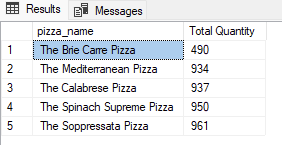 Results Messages
pizza_name Total Quantity
1 The Brie Carre Pizza 490
2 The Mediterranean Pizza 934
3 The Calabrese Pizza 937
4 The Spinach Supreme Pizza 950
5 The Soppressata Pizza 961